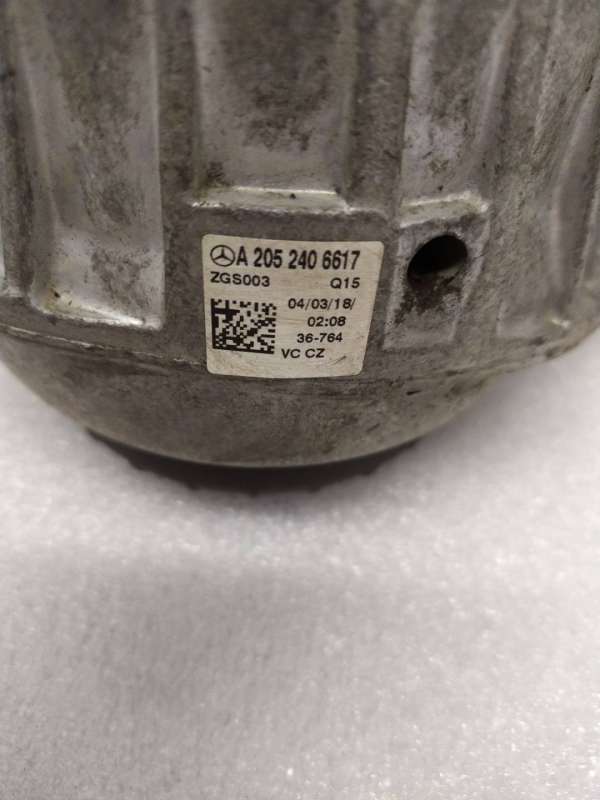 A 205 240 6617
ZGS003 Q15
04/03/18/
02:08
36-764
VC CZ